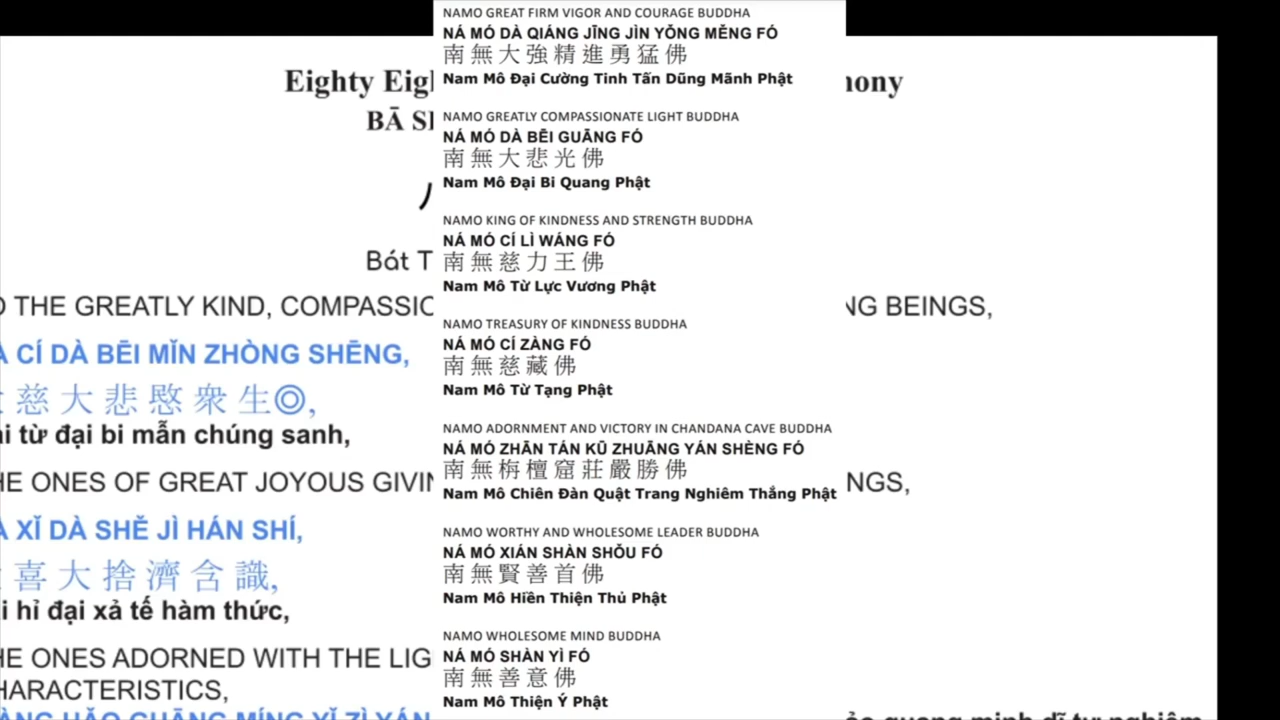 NAMO GREAT FIRM VIGOR AND COURAGE BUDDHA
NÁ MÓ DÀ QIÁNG JĪNG JÌN YǑNG MĚNG FÓ
南無大強精進勇猛佛
Nam Mô Đại Cường Tinh Tấn Dũng Mãnh Phật
NAMO GREATLY COMPASSIONATE LIGHT BUDDHA
NÁ MÓ DÀ BĒI GUĀNG FÓ
南無大悲光佛
Nam Mô Đại Bi Quang Phật
NAMO KING OF KINDNESS AND STRENGTH BUDDHA
NÁ MÓ CÍ LÌ WÁNG FÓ
南無慈力王佛
Nam Mô Từ Lực Vương Phật
NAMO TREASURY OF KINDNESS BUDDHA
NÁ MÓ CÍ ZÀNG FÓ
南無慈藏佛
Nam Mô Từ Tạng Phật
NAMO ADORNMENT AND VICTORY IN CHANDANA CAVE BUDDHA
NÁ MÓ ZHĀN TÁN KŪ ZHUĀNG YÁN SHÈNG FÓ
南無栴檀窟莊嚴勝佛
Nam Mô Chiên Đàn Quật Trang Nghiêm Thắng Phật
NAMO WORTHY AND WHOLESOME LEADER BUDDHA
NÁ MÓ XIÁN SHÀN SHǑU FÓ
南無賢善首佛
Nam Mô Hiền Thiện Thủ Phật
NAMO WHOLESOME MIND BUDDHA
NÁ MÓ SHÀN YÌ FÓ
南無善意佛
Nam Mô Thiện Ý Phật
Eighty
BĀ
Bát
THE GREATLY KIND, BEINGS,
CÍ DÀ BĒI MǏN ZHÒNG SHĒNG,
慈大悲愍衆生◎,
từ đại bi mẫn chúng sanh,
ONES OF GREAT JOYOUS
XǏ DÀ SHĚ JÌ HÁN SHÍ,
喜大捨濟含識,
hỉ đại xả tế hàm thức,
ONES ADORNED WITH THE
HǍO GUĀNG MÍNG YǏ ZÌ quang minh dĩ tự nghiêm